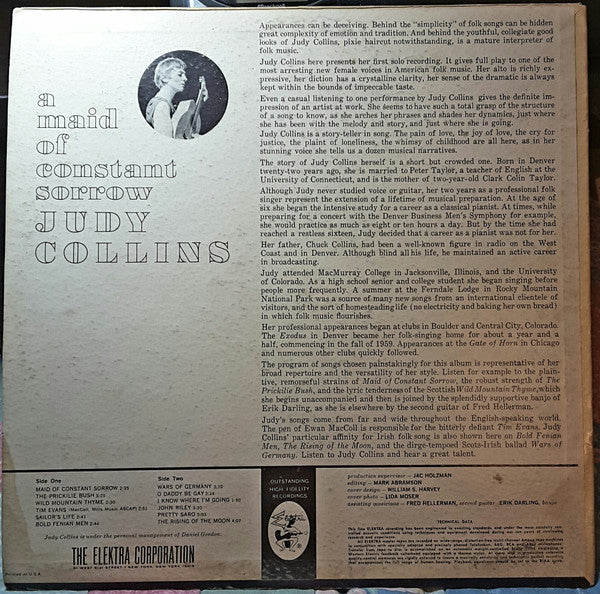 a
maid
of
constant
sorrow
JUDY
COLLINS
Appearances can be deceiving. Behind the "simplicity" of folk songs can be hidden
great complexity of emotion and tradition. And behind the youthful, collegiate good
looks of Judy Collins, pixie haircut notwithstanding, is a mature interpreter of
folk music.
Judy Collins here presents her first solo recording. It gives full play to one of the
most arresting new female voices in American folk music. Her alto is richly ex-
pressive, her diction has a crystalline clarity, her sense of the dramatic is always
kept within the bounds of impeccable taste.
Even a casual listening to one performance by Judy Collins gives the definite im-
pression of an artist at work. She seems to have such a total grasp of the structure
of a song to know, as she arches her phrases and shades her dynamics, just where
she has been with the melody and story, and just where she is going.
Judy Collins is a story-teller in song. The pain of love, the joy of love, the cry for
justice, the plaint of loneliness, the whimsy of childhood are all here, as in her
stunning voice she tells us a dozen musical narratives.
The story of Judy Collins herself is a short but crowded one. Born in Denver
twenty-two years ago, she is married to Peter Taylor, a teacher of English at the
University of Connecticut, and is the mother of two-year-old Clark Colin Taylor.
Although Judy never studied voice or guitar, her two years as a professional folk
singer represent the extension of a lifetime of musical preparation. At the age of
six she began the intensive study for a career as a classical pianist. At times, while
preparing for a concert with the Denver Business Men's Symphony for example,
she would practice as much as eight or ten hours a day. But by the time she had
reached a restless sixteen, Judy decided that a career as a pianist was not for her.
Her father, Chuck Collins, had been a well-known figure in radio on the West
Coast and in Denver. Although blind all his life, he maintained an active career
in broadcasting.
Judy attended MacMurray College in Jacksonville, Illinois, and the University
of Colorado. As a high school senior and college student she began singing before
people more frequently. A summer at the Ferndale Lodge in Rocky Mountain
National Park was a source of many new songs from an international clientele of
visitors, and the sort of homesteading life (no electricity and baking her own bread)
in which folk music flourishes.
Her professional appearances began at clubs in Boulder and Central City, Colorado.
The Exodus in Denver became her folk-singing home for about a year and a
half, commencing in the fall of 1959. Appearances at the Gate of Horn in Chicago
and numerous other clubs quickly followed.
The program of songs chosen painstakingly for this album is representative of her
broad repertoire and the versatility of her style. Listen for example to the plain-
tive, remorseful strains of Maid of Constant Sorrow, the robust strength of The
Prickilie Bush, and the lyric tenderness of the Scottish Wild Mountain Thyme, which
she begins unaccompanied and then is joined by the splendidly supportive banjo of
Erik Darling, as she is elsewhere by the second guitar of Fred Hellerman.
Judy's songs come from far and wide throughout the English-speaking world.
The pen of Ewan MacColl is responsible for the bitterly defiant Tim Evans. Judy
Collins' particular affinity for Irish folk song is also shown here on Bold Fenian
Men, The Rising of the Moon, and the dirge-tempoed Scots-Irish ballad Wars of
Germany. Listen to Judy Collins and hear a great talent.
Side One
MAID OF CONSTANT SORROW 2:35
THE PRICKILIE BUSH 3:25
WILD MOUNTAIN THYME 2:30
TIM EVANS (MacColl, Mills Music ASCAP) 2:51
SAILOR'S LIFE 2:41
BOLD FENIAN MEN 2:44
Side Two
WARS OF GERMANY 3:10
O DADDY BE GAY 2:34
I KNOW WHERE I'M GOING 1:50
JOHN RILEY 3:50
PRETTY SARO 3:03
THE RISING OF THE MOON 4:07
Judy Collins is under the personal management of Daniel Gordon.
THE ELEKTRA CORPORATION
OUTSTANDING
HIGH FIDELITY
RECORDINGS
production supervisor — JAC HOLZMAN
editing — MARK ABRAMSON
cover design — WILLIAM S. HARVEY
cover photo — LIDA MOSER
assisting musicians — FRED HELLERMAN, second guitar ERIK DARLING, banjo
TECHNICAL DATA